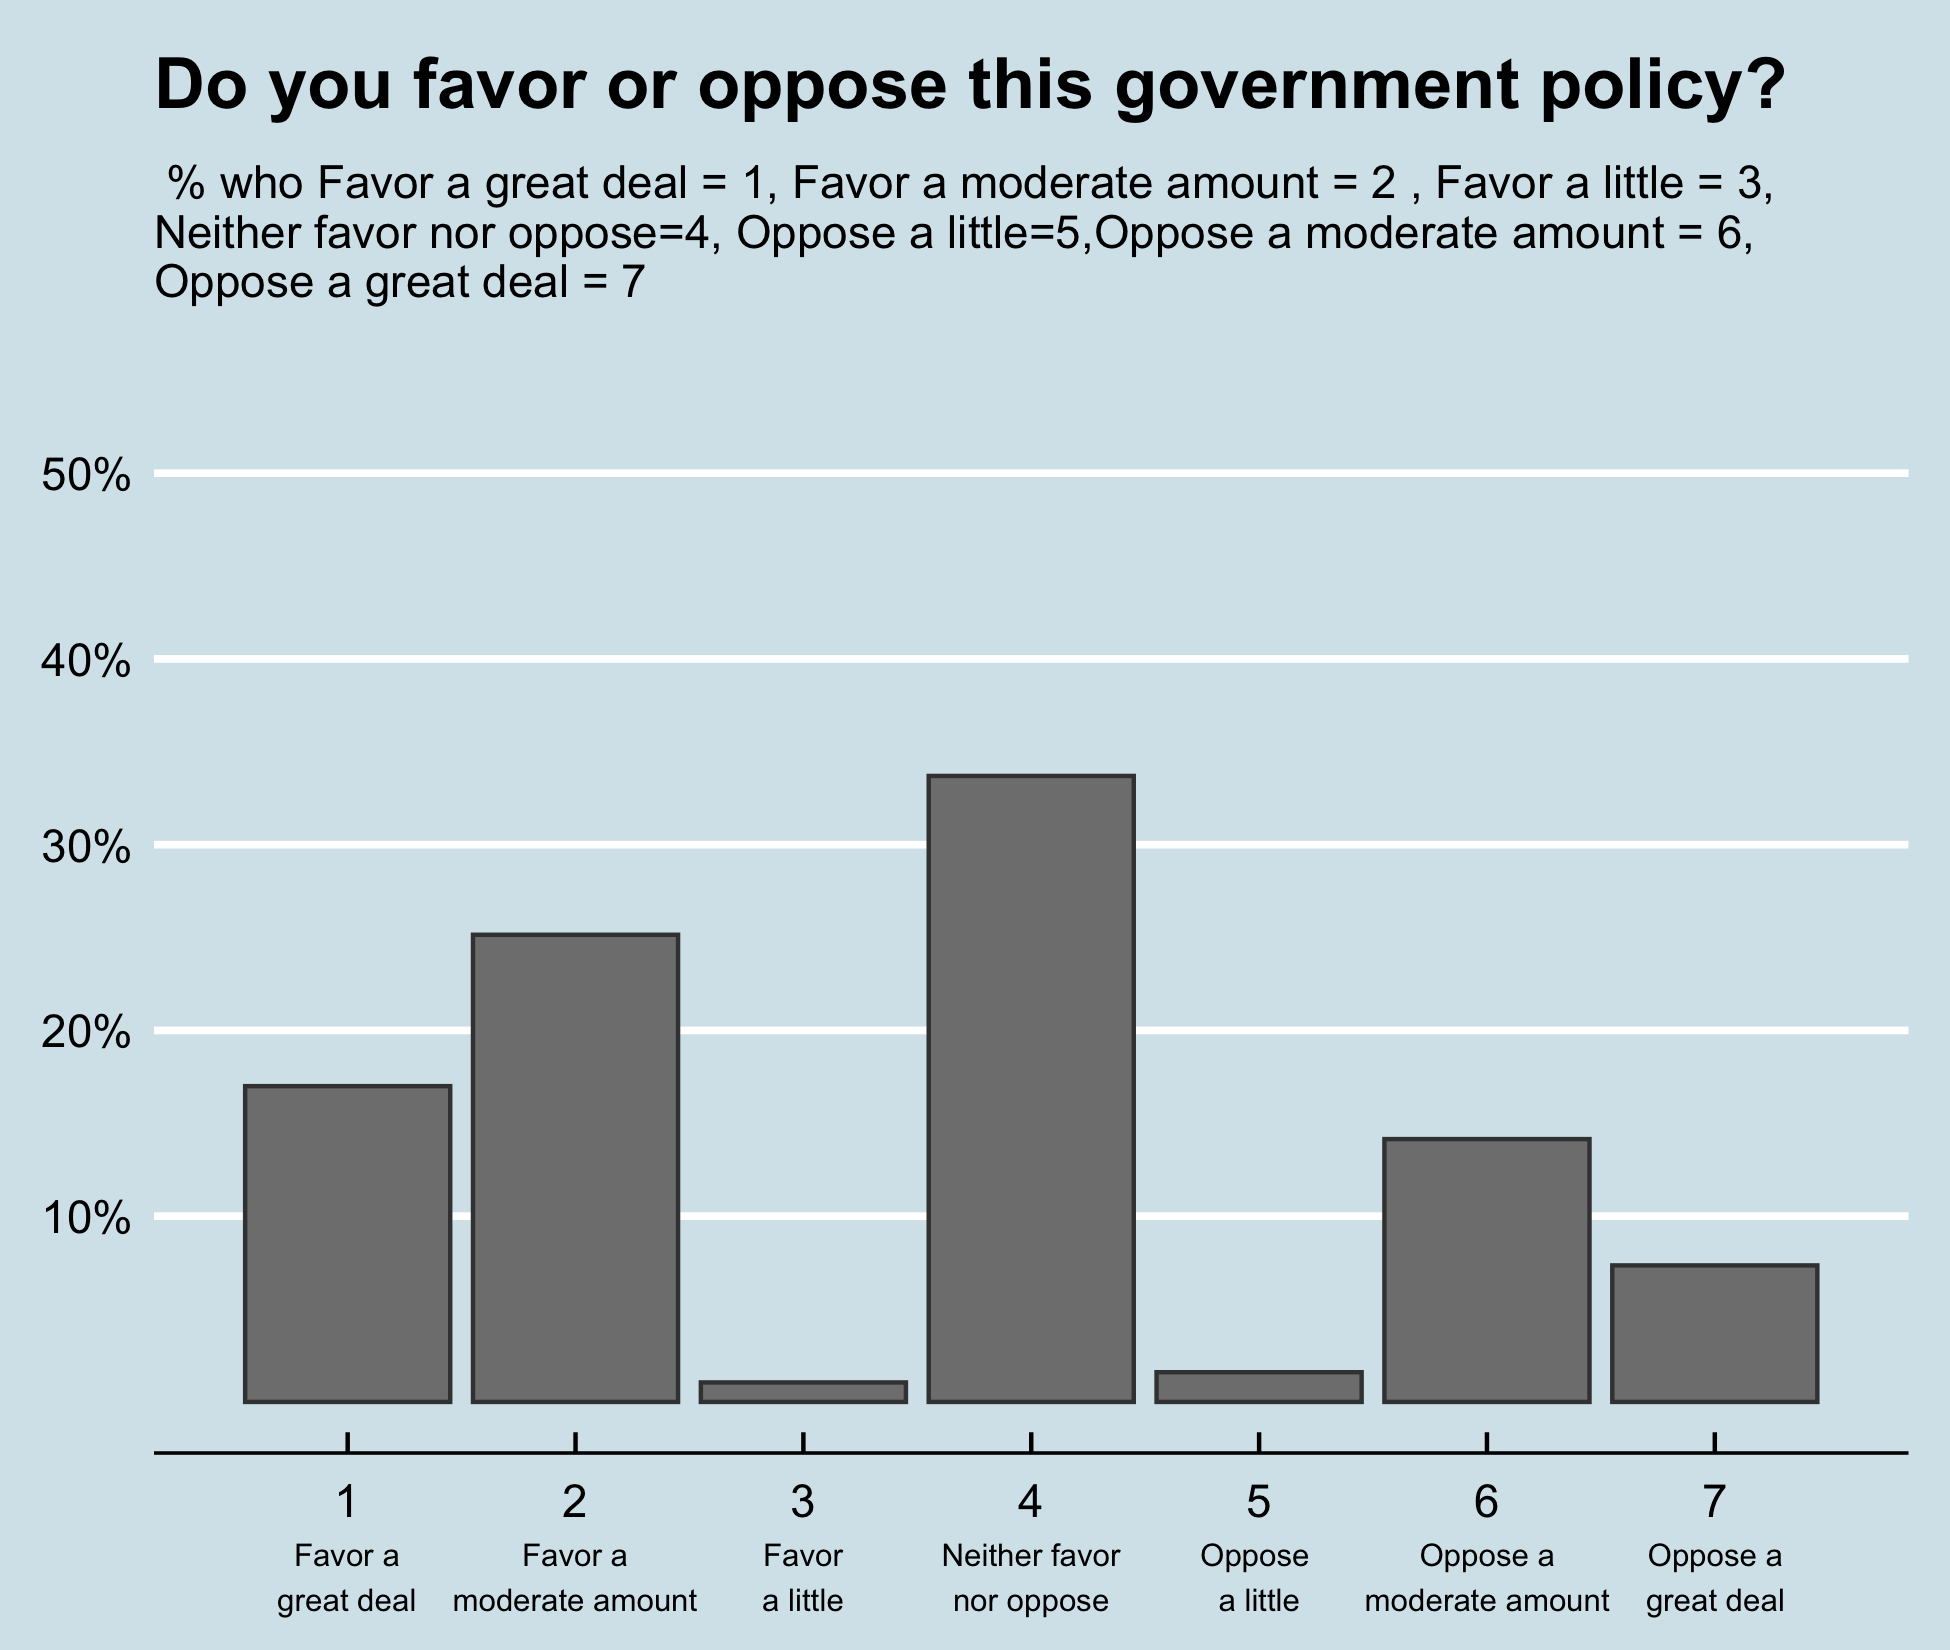 Do you favor or oppose this government policy?
% who Favor a great deal = 1, Favor a moderate amount = 2 , Favor a little = 3,
Neither favor nor oppose=4, Oppose a little=5,Oppose a moderate amount = 6,
Oppose a great deal = 7
50%
40%
30%
20%
10%
1 2 3 4 5 6 7
Favor a Favor a Favor Neither favor Oppose Oppose a Oppose a
great deal moderate amount a little nor oppose a little moderate amount great deal